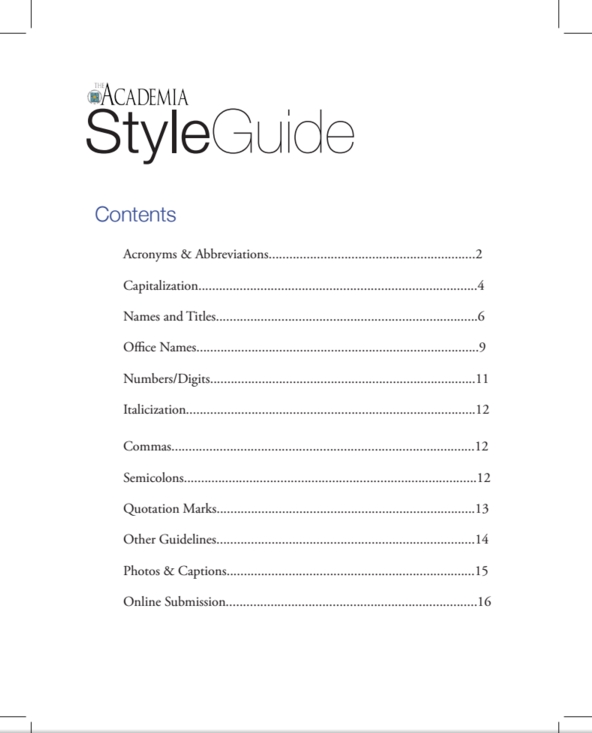 THE
ACADEMIA
StyleGuide
Contents
Acronyms & Abbreviations............................................................2
Capitalization.................................................................................4
Names and Titles............................................................................6
Office Names..................................................................................9
Numbers/Digits.............................................................................11
Italicization....................................................................................12
Commas........................................................................................12
Semicolons.....................................................................................12
Quotation Marks...........................................................................13
Other Guidelines...........................................................................14
Photos & Captions........................................................................15
Online Submission.........................................................................16